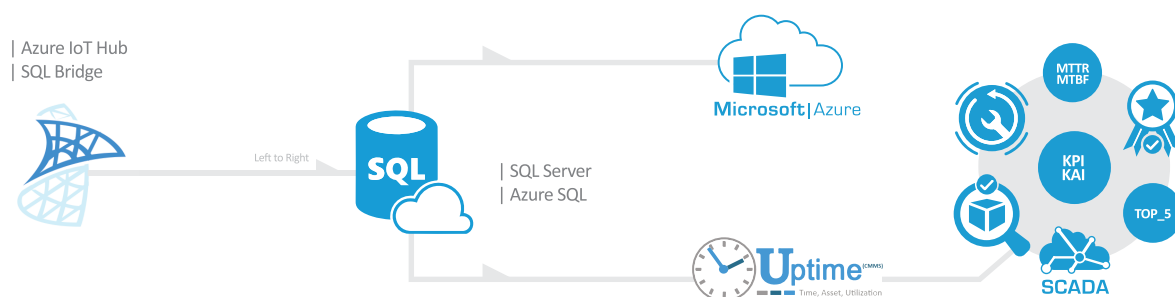 | Azure IoT Hub
| SQL Bridge
Left to Right
SQL
| SQL Server
| Azure SQL
Microsoft|Azure
Uptime (CMMS)
Time, Asset, Utilization
MTTR
MTBF
KPI
KAI
TOP_5
SCADA